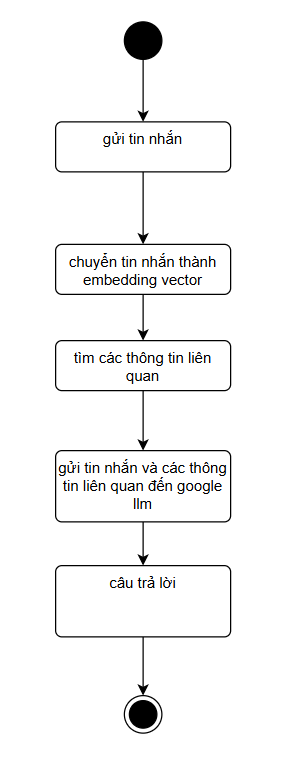 gửi tin nhắn
chuyển tin nhắn thành
embedding vector
tìm các thông tin liên
quan
gửi tin nhắn và các thông
tin liên quan đến google
llm
câu trả lời